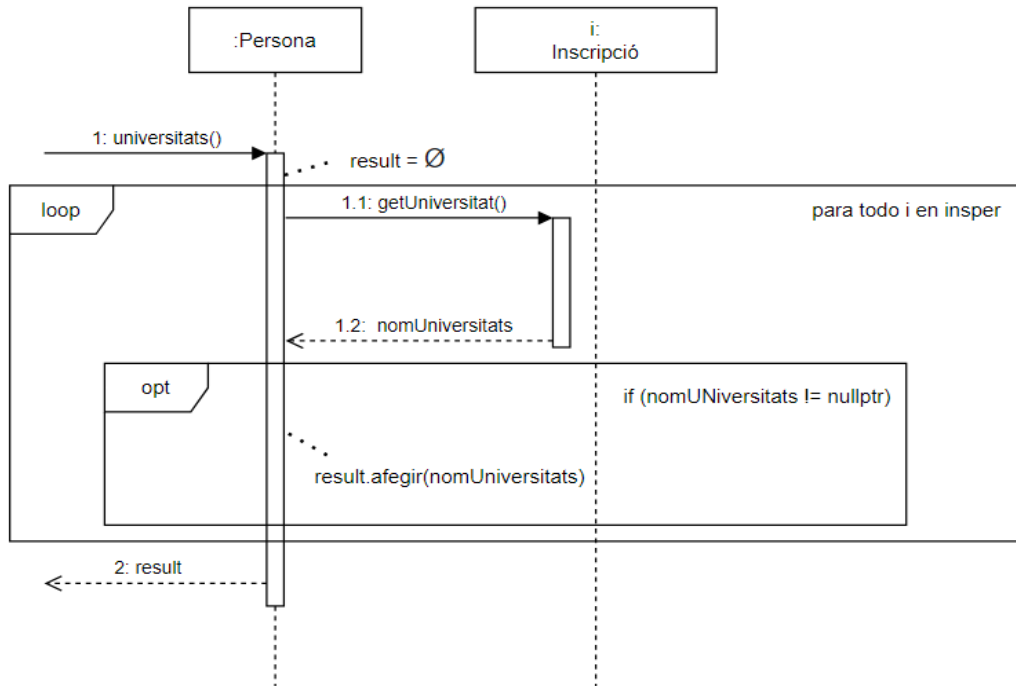 :Persona
i:
Inscripció
1: universitats()
result = Ø
loop
1.1: getUniversitat()
para todo i en insper
1.2: nomUniversitats
opt
if (nomUNiversitats != nullptr)
result.afegir(nomUniversitats)
2: result